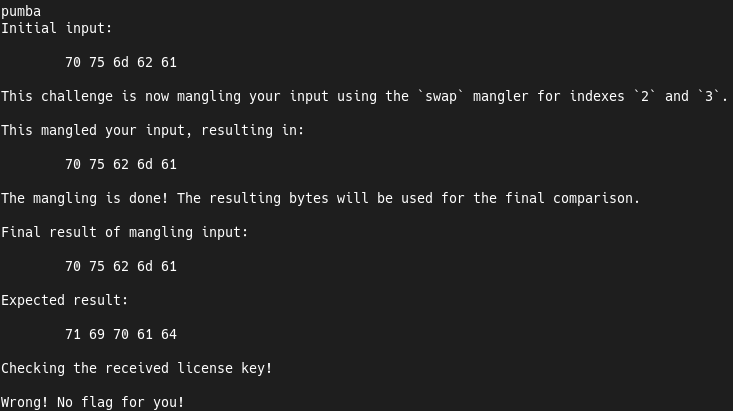 pumba
Initial input:
70 75 6d 62 61
This challenge is now mangling your input using the `swap` mangler for indexes `2` and `3`.
This mangled your input, resulting in:
70 75 62 6d 61
The mangling is done! The resulting bytes will be used for the final comparison.
Final result of mangling input:
70 75 62 6d 61
Expected result:
71 69 70 61 64
Checking the received license key!
Wrong! No flag for you!